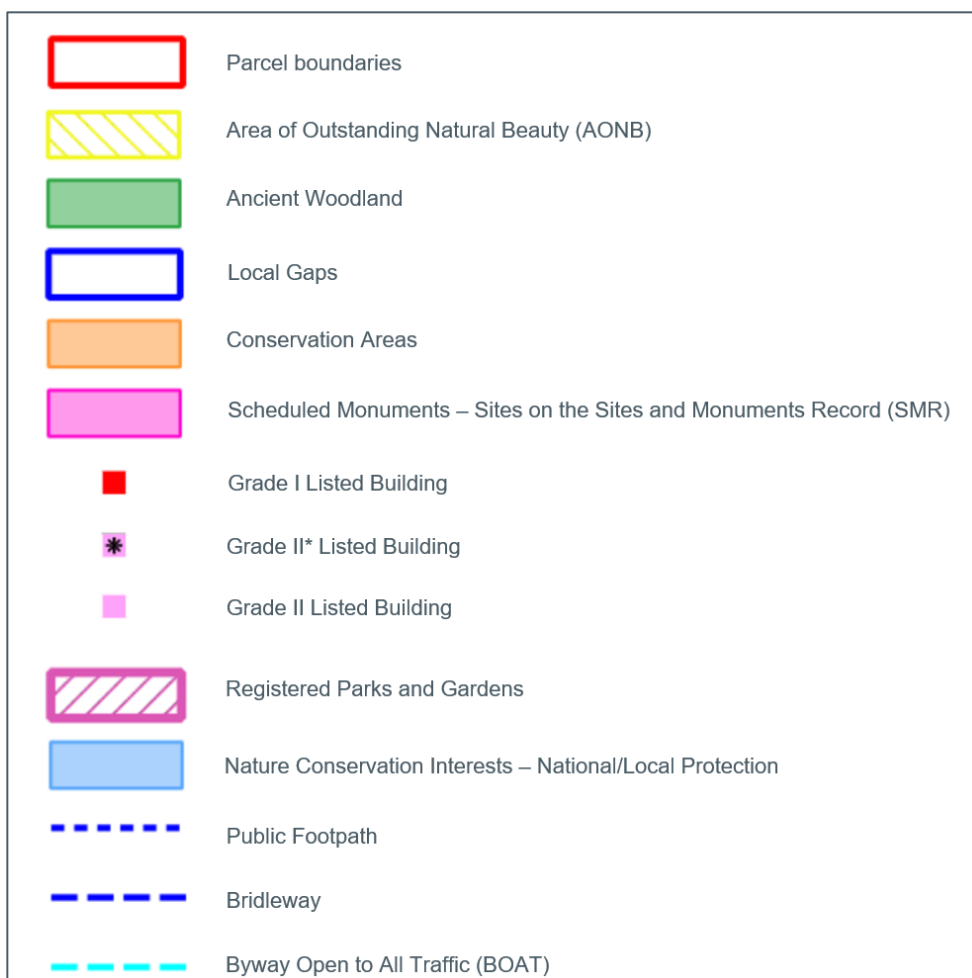 Parcel boundaries
Area of Outstanding Natural Beauty (AONB)
Ancient Woodland
Local Gaps
Conservation Areas
Scheduled Monuments – Sites on the Sites and Monuments Record (SMR)
Grade I Listed Building
Grade II* Listed Building
Grade II Listed Building
Registered Parks and Gardens
Nature Conservation Interests – National/Local Protection
Public Footpath
Bridleway
Byway Open to All Traffic (BOAT)